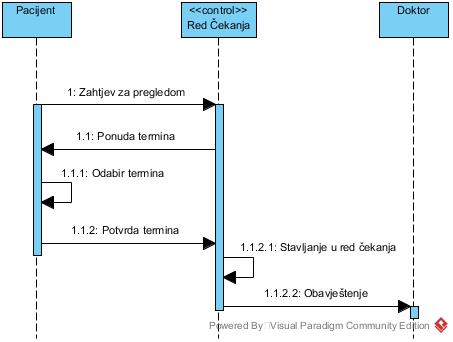 Pacijent
<<control>>
Red Čekanja
Doktor
1: Zahtjev za pregledom
1.1: Ponuda termina
1.1.1: Odabir termina
1.1.2: Potvrda termina
1.1.2.1: Stavljanje u red čekanja
1.1.2.2: Obavještenje
Powered By Visual Paradigm Community Edition